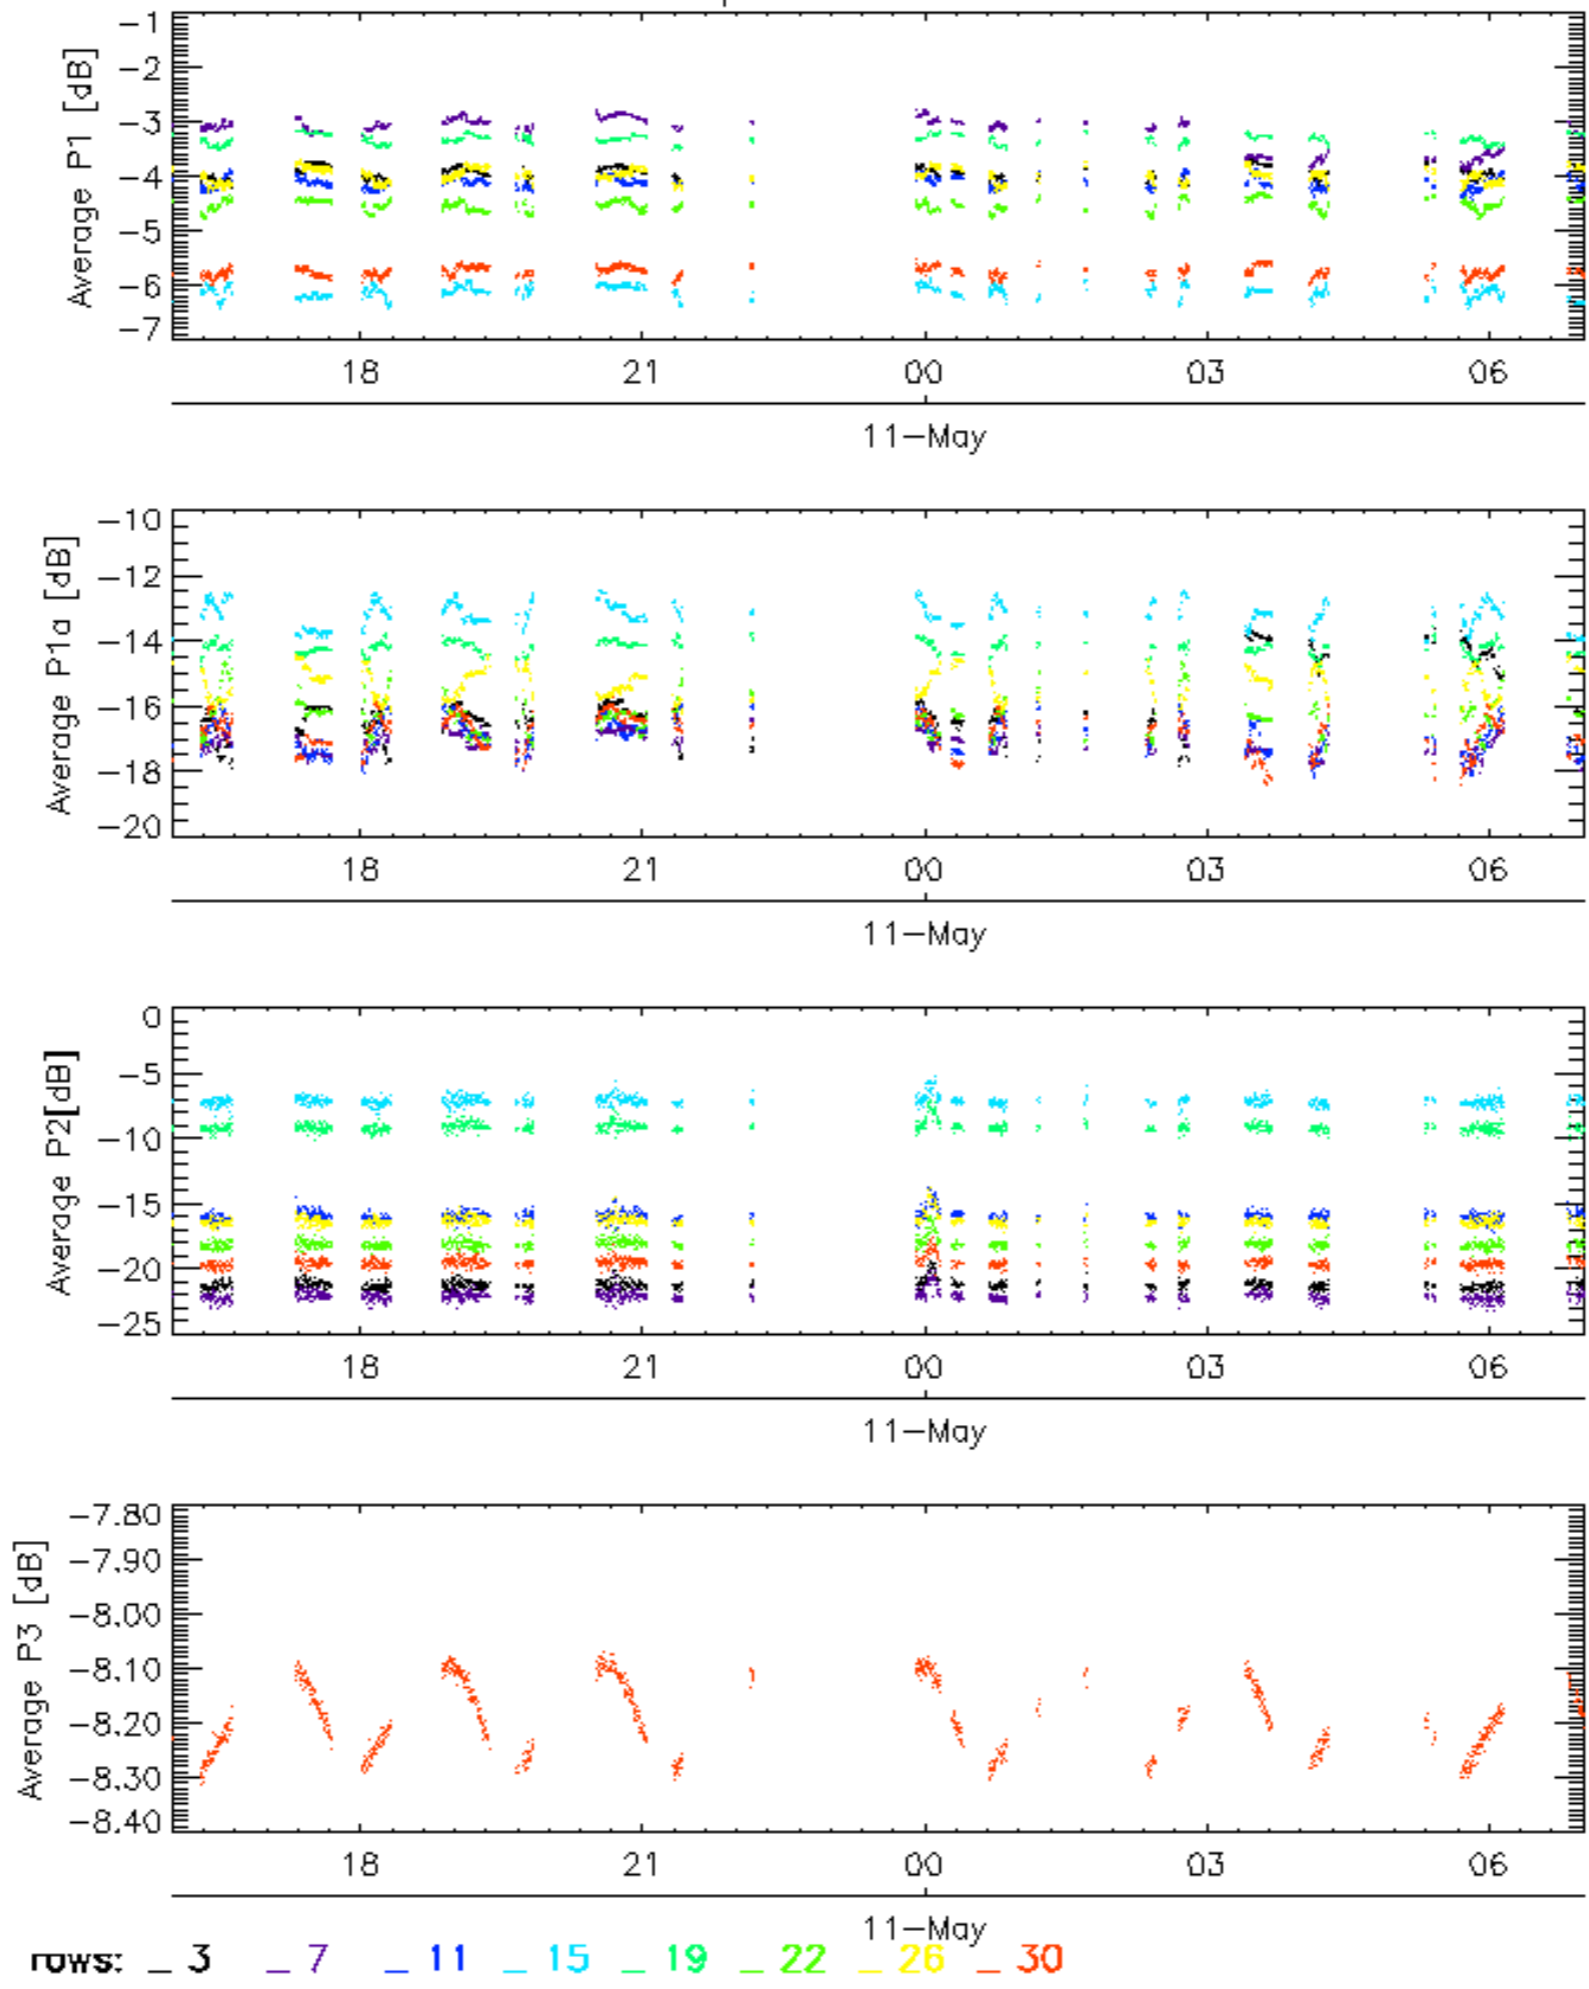 Average P1 [dB]
−1
−2
−3
−4
−5
−6
−7
18 21 00 03 06
11−May
Average P1a [dB]
−10
−12
−14
−16
−18
−20
18 21 00 03 06
11−May
Average P2[dB]
0
−5
−10
−15
−20
−25
18 21 00 03 06
11−May
Average P3 [dB]
−7.80
−7.90
−8.00
−8.10
−8.20
−8.30
−8.40
18 21 00 03 06
11−May
rows: _ 3 _ 7 _ 11 _ 15 _ 19 _ 22 _ 26 _ 30